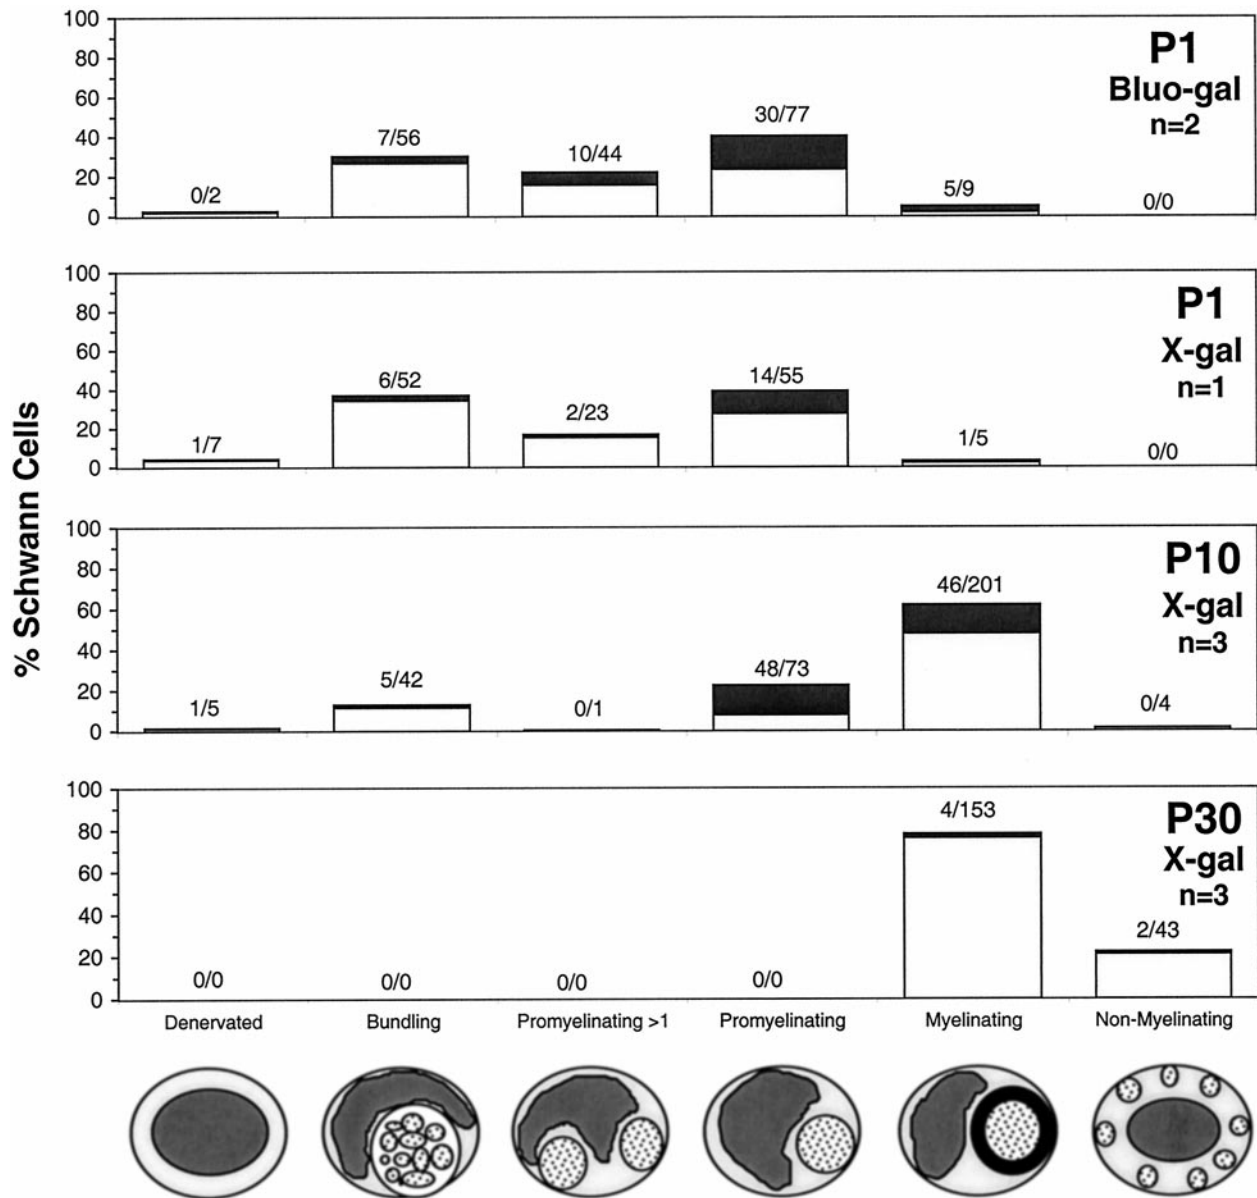 % Schwann Cells
100
80
60
40
20
0
0/2
7/56
10/44
30/77
5/9
0/0
P1
Bluo-gal
n=2
100
80
60
40
20
0
1/7
6/52
2/23
14/55
1/5
0/0
P1
X-gal
n=1
100
80
60
40
20
0
1/5
5/42
0/1
48/73
46/201
0/4
P10
X-gal
n=3
100
80
60
40
20
0
0/0
0/0
0/0
0/0
4/153
2/43
P30
X-gal
n=3
Denervated
Bundling
Promyelinating >1
Promyelinating
Myelinating
Non-Myelinating